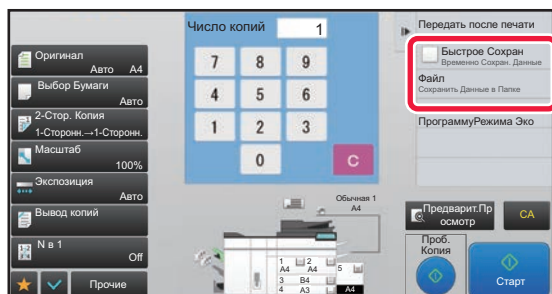 Оригинал
Авто A4
Выбор Бумаги
Авто
2-Стор. Копия
1-Сторонн.→1-Сторонн.
Масштаб
100%
Экспозиция
Авто
Вывод копий
N в 1
Off
Прочие
Число копий
1
7 8 9
4 5 6
1 2 3
0 C
Обычная 1
A4
1 2 5
A4 A4
3 B4
4 A3 A4
Передать после печати
Быстрое Сохран
Временно Сохран. Данные
Файл
Сохранить Данные в Папке
ПрограммуРежима Эко
Предварит.Пр
осмотр
CA
Проб.
Копия
Старт